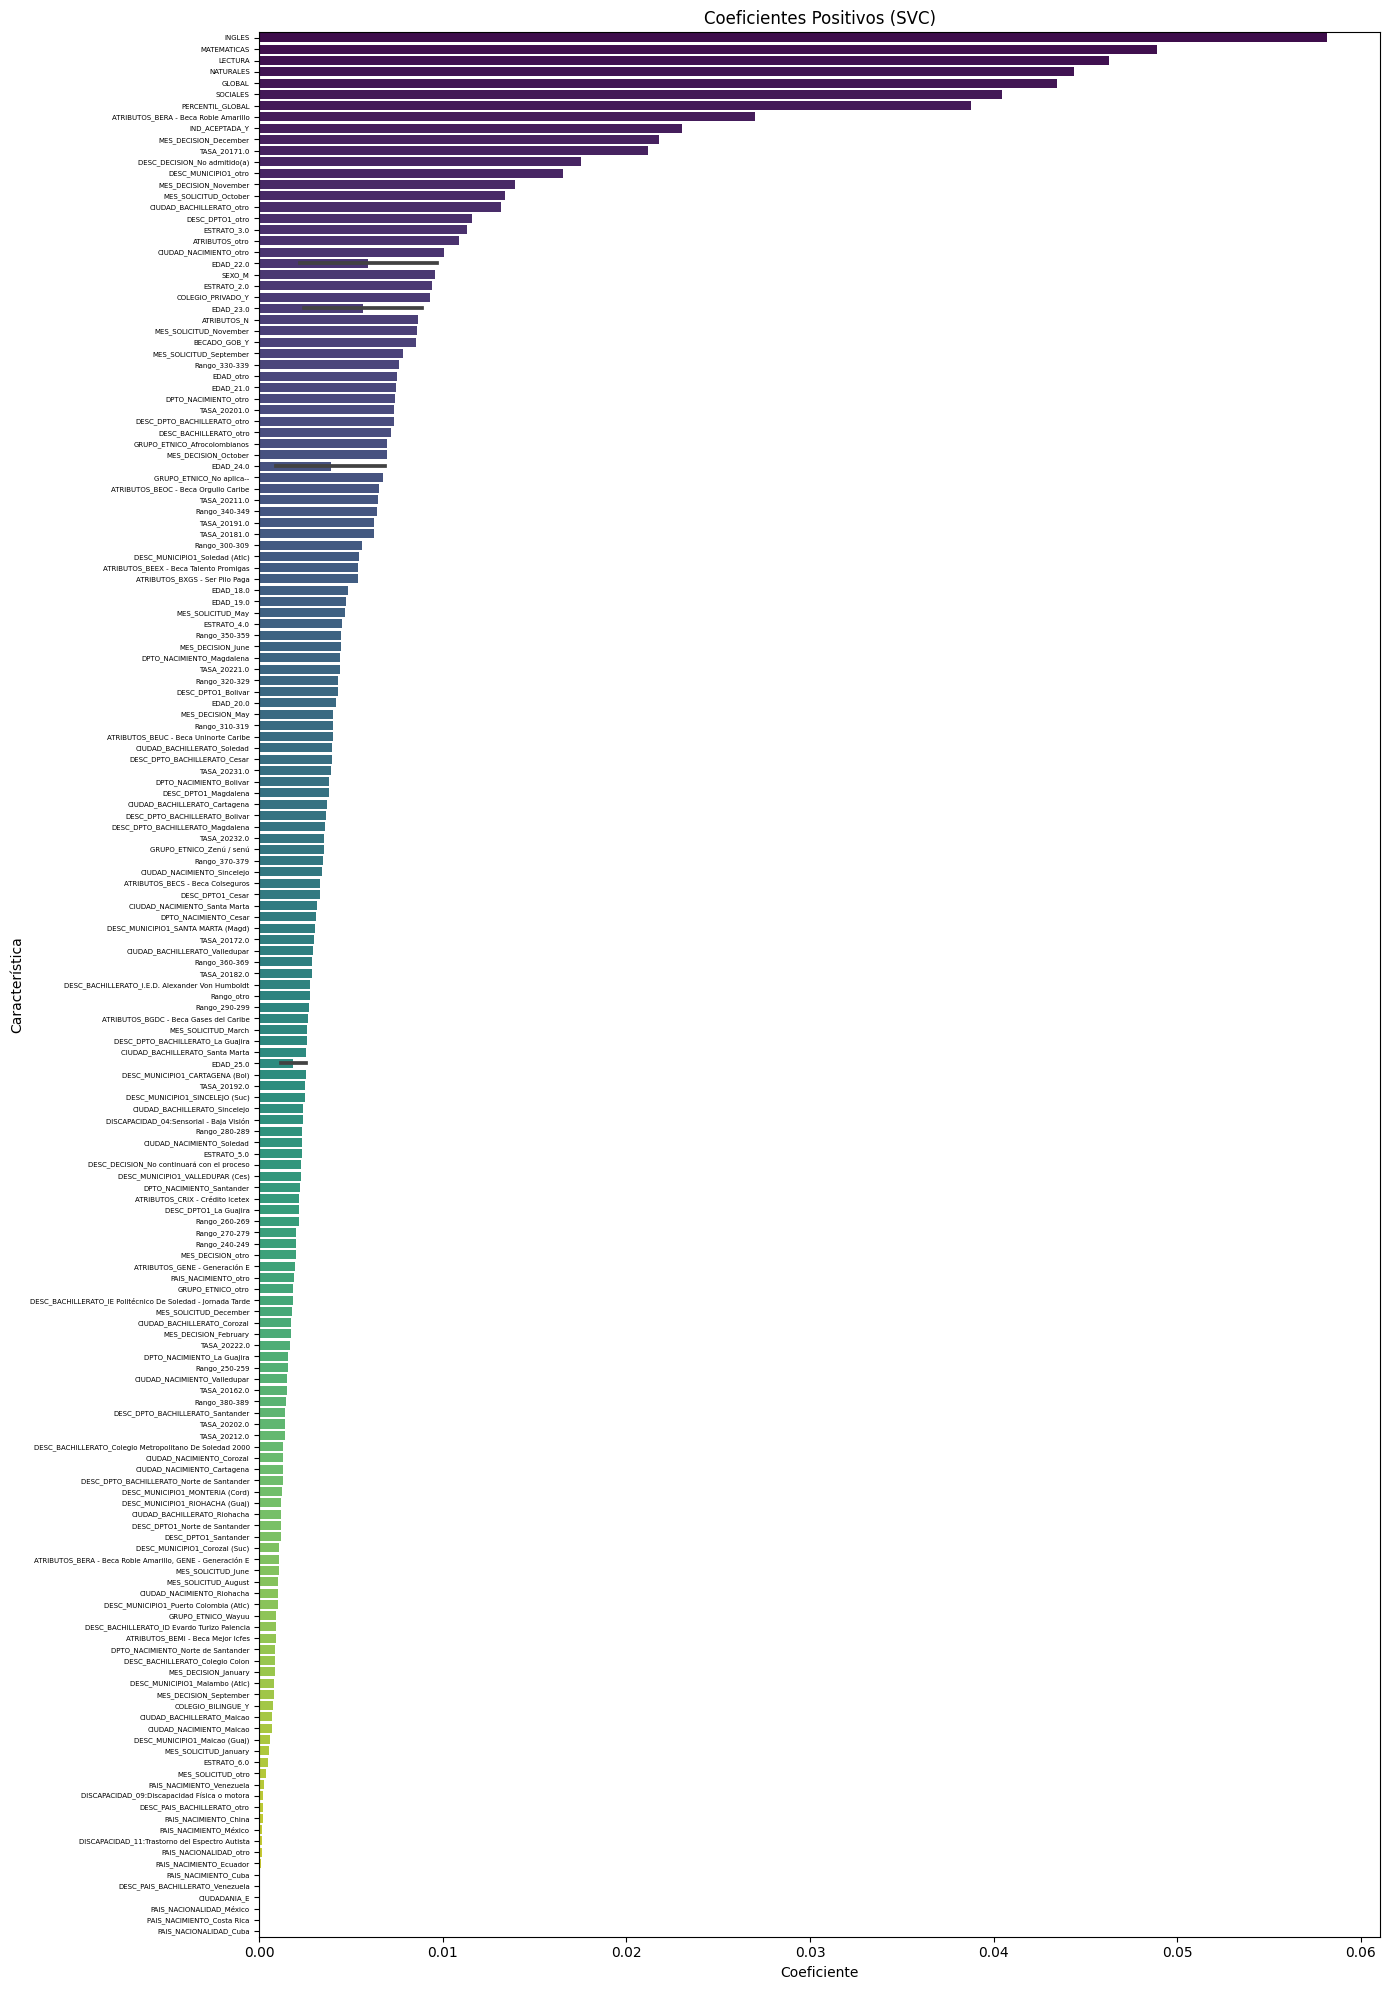 Coeficientes Positivos (SVC)
INGLES
MATEMATICAS
LECTURA
NATURALES
GLOBAL
SOCIALES
PERCENTIL_GLOBAL
ATRIBUTOS_BERA - Beca Roble Amarillo
IND_ACEPTADA_Y
MES_DECISION_December
TASA_20171.0
DESC_DECISION_No admitido(a)
DESC_MUNICIPIO1_otro
MES_DECISION_November
MES_SOLICITUD_October
CIUDAD_BACHILLERATO_otro
DESC_DPTO1_otro
ESTRATO_3.0
ATRIBUTOS_otro
CIUDAD_NACIMIENTO_otro
EDAD_22.0
SEXO_M
ESTRATO_2.0
COLEGIO_PRIVADO_Y
EDAD_23.0
ATRIBUTOS_N
MES_SOLICITUD_November
BECADO_GOB_Y
MES_SOLICITUD_September
Rango_330-339
EDAD_otro
EDAD_21.0
DPTO_NACIMIENTO_otro
TASA_20201.0
DESC_DPTO_BACHILLERATO_otro
DESC_BACHILLERATO_otro
GRUPO_ETNICO_Afrocolombianos
MES_DECISION_October
EDAD_24.0
GRUPO_ETNICO_No aplica--
ATRIBUTOS_BEOC - Beca Orgullo Caribe
TASA_20211.0
Rango_340-349
TASA_20191.0
TASA_20181.0
Rango_300-309
DESC_MUNICIPIO1_Soledad (Atlc)
ATRIBUTOS_BEEX - Beca Talento Promigas
ATRIBUTOS_BXGS - Ser Pilo Paga
EDAD_18.0
EDAD_19.0
MES_SOLICITUD_May
ESTRATO_4.0
Rango_350-359
MES_DECISION_June
DPTO_NACIMIENTO_Magdalena
TASA_20221.0
Rango_320-329
DESC_DPTO1_Bolivar
EDAD_20.0
MES_DECISION_May
Rango_310-319
ATRIBUTOS_BEUC - Beca Uninorte Caribe
CIUDAD_BACHILLERATO_Soledad
DESC_DPTO_BACHILLERATO_Cesar
TASA_20231.0
DPTO_NACIMIENTO_Bolivar
DESC_DPTO1_Magdalena
CIUDAD_BACHILLERATO_Cartagena
DESC_DPTO_BACHILLERATO_Bolivar
DESC_DPTO_BACHILLERATO_Magdalena
TASA_20232.0
GRUPO_ETNICO_Zenú / senú
Rango_370-379
CIUDAD_NACIMIENTO_Sincelejo
ATRIBUTOS_BECS - Beca Colseguros
DESC_DPTO1_Cesar
CIUDAD_NACIMIENTO_Santa Marta
DPTO_NACIMIENTO_Cesar
DESC_MUNICIPIO1_SANTA MARTA (Magd)
TASA_20172.0
CIUDAD_BACHILLERATO_Valledupar
Rango_360-369
TASA_20182.0
DESC_BACHILLERATO_I.E.D. Alexander Von Humboldt
Rango_otro
Rango_290-299
ATRIBUTOS_BGDC - Beca Gases del Caribe
MES_SOLICITUD_March
DESC_DPTO_BACHILLERATO_La Guajira
CIUDAD_BACHILLERATO_Santa Marta
EDAD_25.0
DESC_MUNICIPIO1_CARTAGENA (Bol)
TASA_20192.0
DESC_MUNICIPIO1_SINCELEJO (Suc)
CIUDAD_BACHILLERATO_Sincelejo
DISCAPACIDAD_04:Sensorial - Baja Visión
Rango_280-289
CIUDAD_NACIMIENTO_Soledad
ESTRATO_5.0
DESC_DECISION_No continuará con el proceso
DESC_MUNICIPIO1_VALLEDUPAR (Ces)
DPTO_NACIMIENTO_Santander
ATRIBUTOS_CRIX - Crédito Icetex
DESC_DPTO1_La Guajira
Rango_260-269
Rango_270-279
Rango_240-249
MES_DECISION_otro
ATRIBUTOS_GENE - Generación E
PAIS_NACIMIENTO_otro
GRUPO_ETNICO_otro
DESC_BACHILLERATO_IE Politécnico De Soledad - Jornada Tarde
MES_SOLICITUD_December
CIUDAD_BACHILLERATO_Corozal
MES_DECISION_February
TASA_20222.0
DPTO_NACIMIENTO_La Guajira
Rango_250-259
CIUDAD_NACIMIENTO_Valledupar
TASA_20162.0
Rango_380-389
DESC_DPTO_BACHILLERATO_Santander
TASA_20202.0
TASA_20212.0
DESC_BACHILLERATO_Colegio Metropolitano De Soledad 2000
CIUDAD_NACIMIENTO_Corozal
CIUDAD_NACIMIENTO_Cartagena
DESC_DPTO_BACHILLERATO_Norte de Santander
DESC_MUNICIPIO1_MONTERIA (Cord)
DESC_MUNICIPIO1_RIOHACHA (Guaj)
CIUDAD_BACHILLERATO_Riohacha
DESC_DPTO1_Norte de Santander
DESC_DPTO1_Santander
DESC_MUNICIPIO1_Corozal (Suc)
ATRIBUTOS_BERA - Beca Roble Amarillo, GENE - Generación E
MES_SOLICITUD_June
MES_SOLICITUD_August
CIUDAD_NACIMIENTO_Riohacha
DESC_MUNICIPIO1_Puerto Colombia (Atlc)
GRUPO_ETNICO_Wayuu
DESC_BACHILLERATO_ID Evardo Turizo Palencia
ATRIBUTOS_BEMI - Beca Mejor Icfes
DPTO_NACIMIENTO_Norte de Santander
DESC_BACHILLERATO_Colegio Colon
MES_DECISION_January
DESC_MUNICIPIO1_Malambo (Atlc)
MES_DECISION_September
COLEGIO_BILINGUE_Y
CIUDAD_BACHILLERATO_Maicao
CIUDAD_NACIMIENTO_Maicao
DESC_MUNICIPIO1_Maicao (Guaj)
MES_SOLICITUD_January
ESTRATO_6.0
MES_SOLICITUD_otro
PAIS_NACIMIENTO_Venezuela
DISCAPACIDAD_09:Discapacidad Física o motora
DESC_PAIS_BACHILLERATO_otro
PAIS_NACIMIENTO_China
PAIS_NACIMIENTO_México
DISCAPACIDAD_11:Trastorno del Espectro Autista
PAIS_NACIONALIDAD_otro
PAIS_NACIMIENTO_Ecuador
PAIS_NACIMIENTO_Cuba
DESC_PAIS_BACHILLERATO_Venezuela
CIUDADANIA_E
PAIS_NACIONALIDAD_México
PAIS_NACIMIENTO_Costa Rica
PAIS_NACIONALIDAD_Cuba
Característica
0.00 0.01 0.02 0.03 0.04 0.05 0.06
Coeficiente